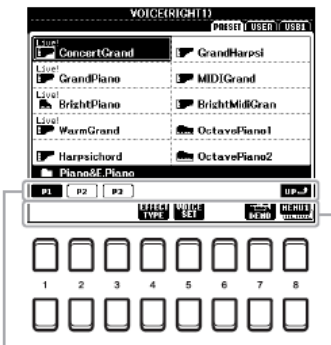 VOICE(RIGHT1)
PRESET USER USB1
Live!
ConcertGrand GrandHarpsi
Live!
GrandPiano MIDIGrand
Live!
BrightPiano BrightMidiGran
Live!
WarmGrand OctavePiano1
Harpsichord OctavePiano2
Piano&E.Piano
P1 P2 P3 UP
EFFECT TYPE VOICE SET DEMO MENU1
1 2 3 4 5 6 7 8